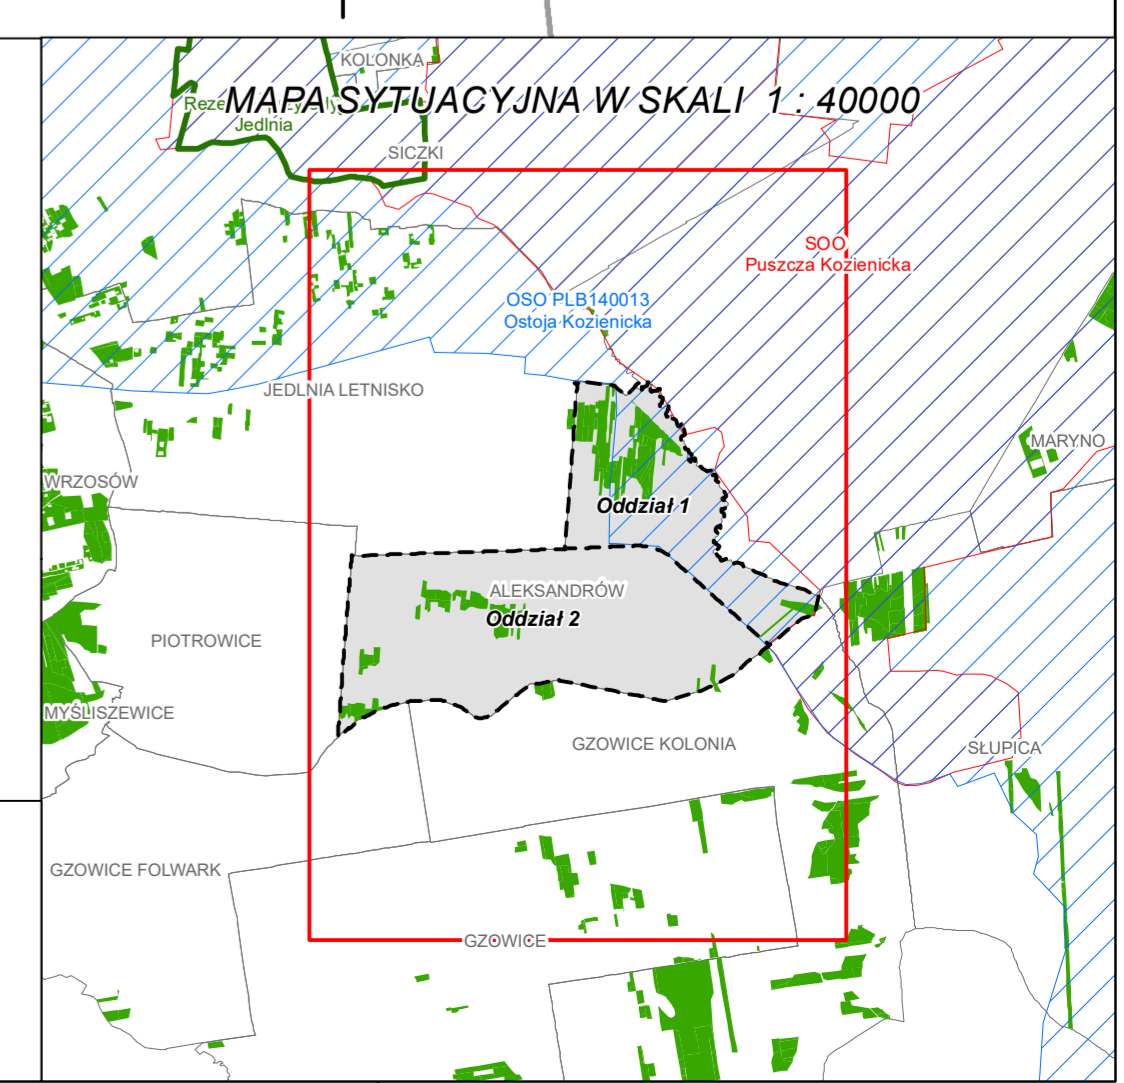 KOLONKA
MAPA SYTUACYJNA W SKALI 1 : 40000
Jedlnia
SICZKI
SOO
Puszcza Kozienicka
OSO PLB140013
Ostoja Kozienicka
JEDLNIA LETNISKO
MARYNO
WRZOSÓW
Oddział 1
ALEKSANDRÓW
Oddział 2
PIOTROWICE
MYŚLISZEWICE
GZOWICE KOLONIA
SŁUPICA
GZOWICE FOLWARK
GZOWICE